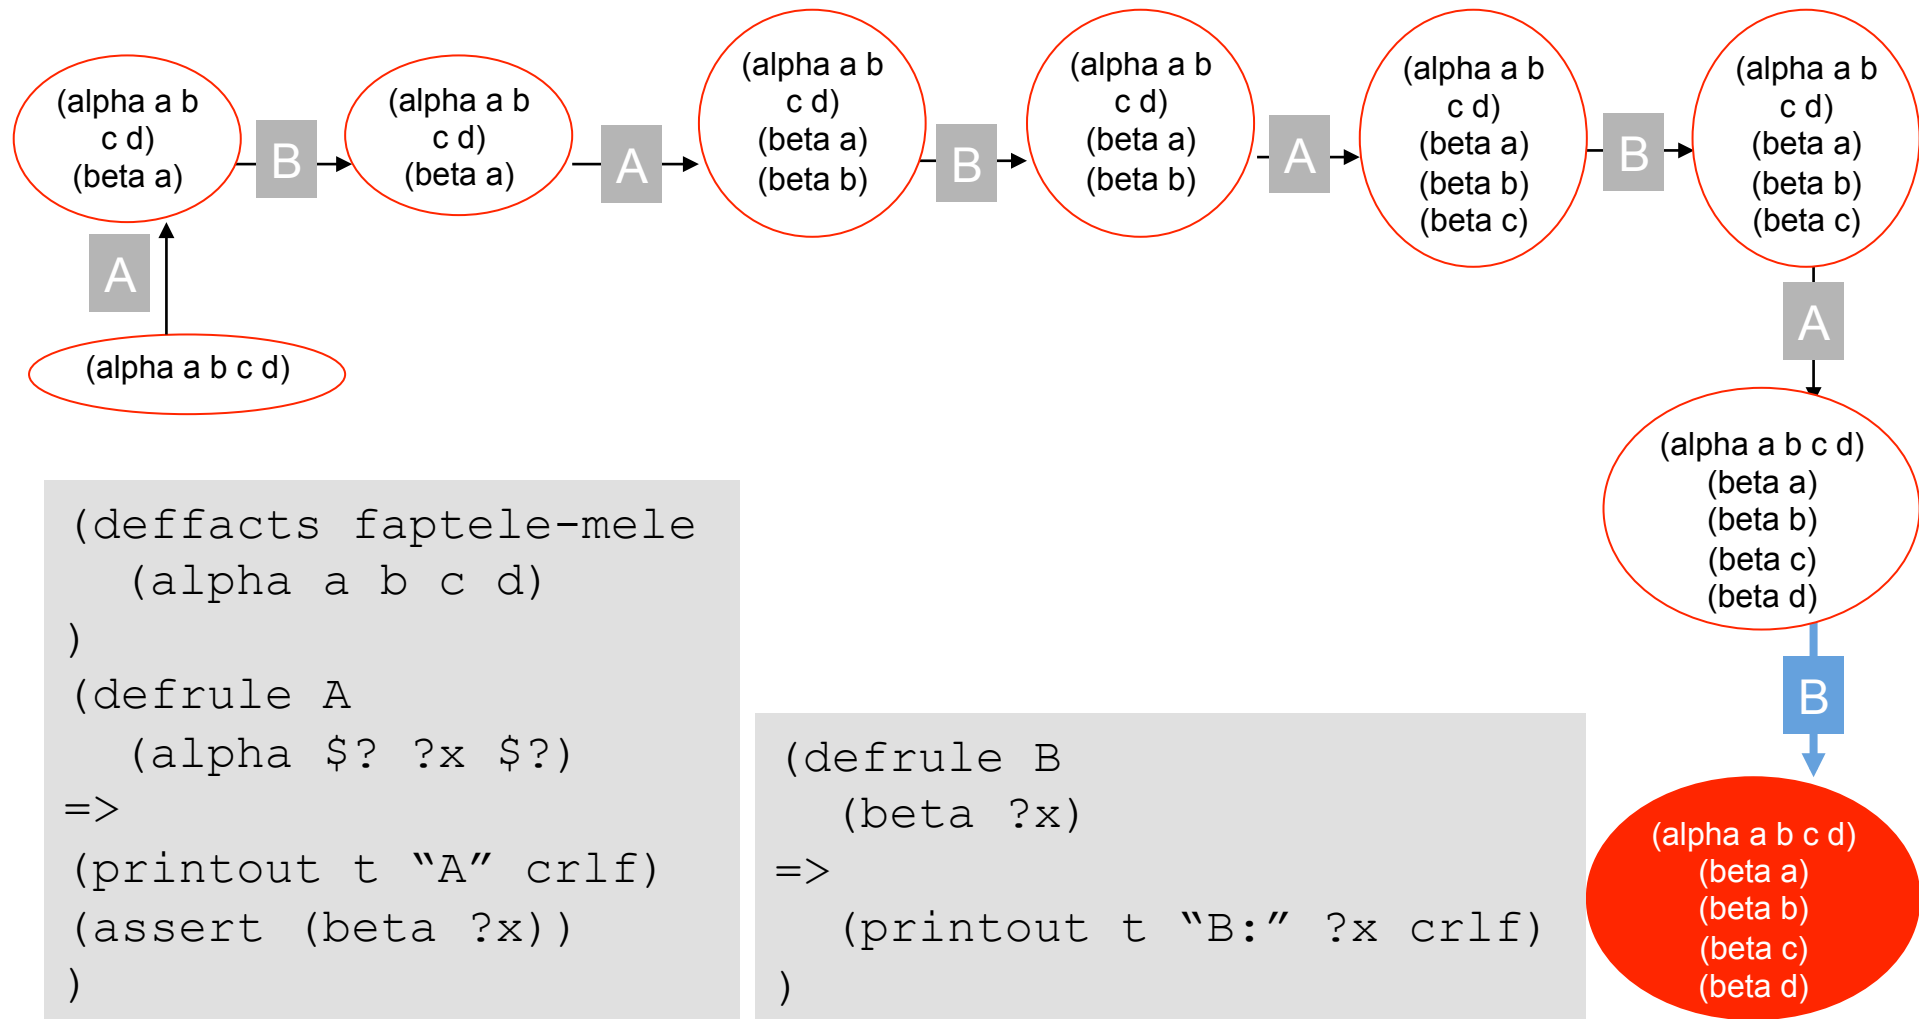 (alpha a b
c d)
(beta a)
B
(alpha a b
c d)
(beta a)
A
(alpha a b
c d)
(beta a)
(beta b)
B
(alpha a b
c d)
(beta a)
(beta b)
A
(alpha a b
c d)
(beta a)
(beta b)
(beta c)
B
(alpha a b
c d)
(beta a)
(beta b)
(beta c)
A
(alpha a b c d)
A
(alpha a b c d)
(beta a)
(beta b)
(beta c)
(beta d)
B
(alpha a b c d)
(beta a)
(beta b)
(beta c)
(beta d)
(deffacts faptele-mele
(alpha a b c d)
)
(defrule A
(alpha $? ?x $?)
=>
(printout t “A” crlf)
(assert (beta ?x))
)
(defrule B
(beta ?x)
=>
(printout t “B:” ?x crlf)
)